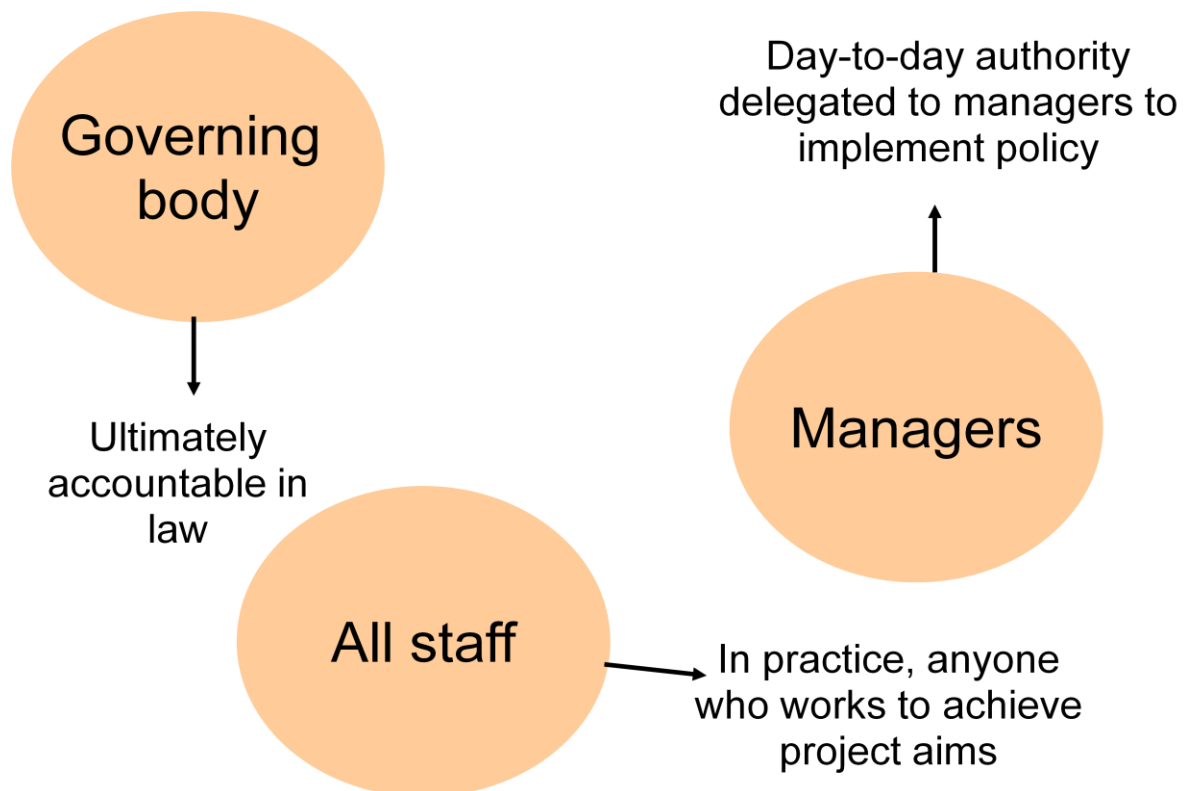 Governing
body
Ultimately
accountable in
law
Day-to-day authority
delegated to managers to
implement policy
Managers
All staff
In practice, anyone
who works to achieve
project aims